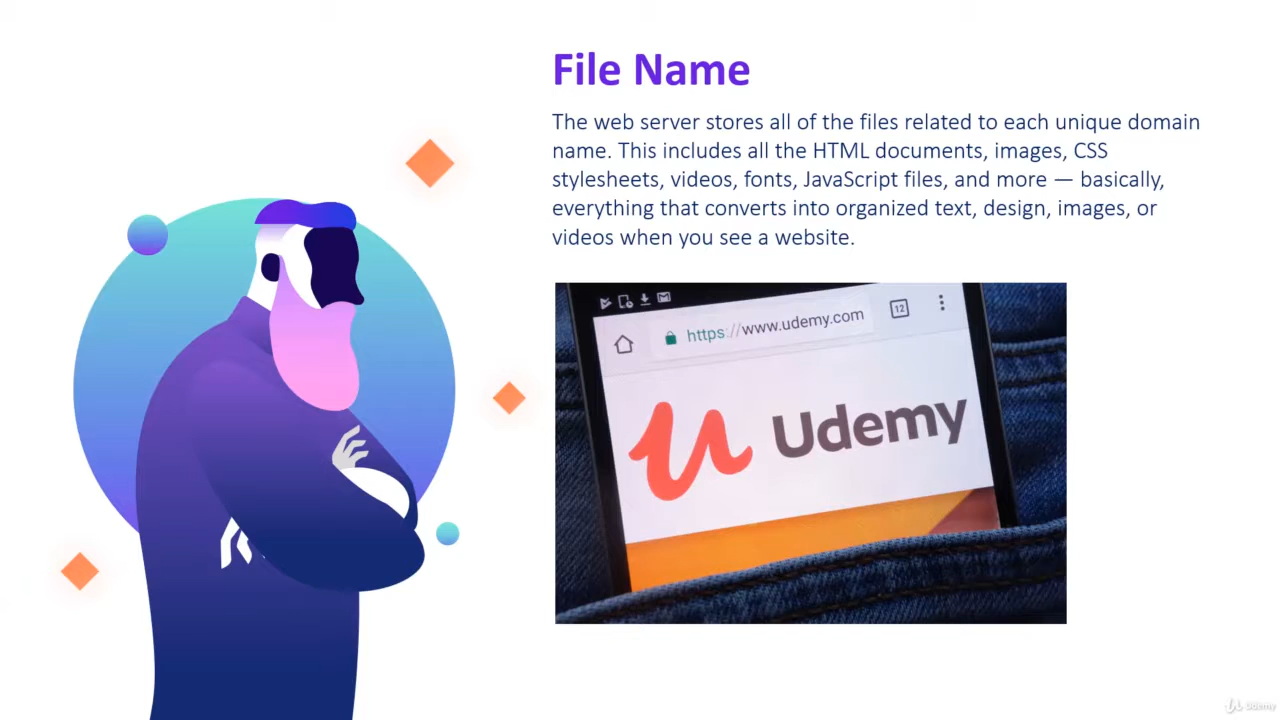 File Name
The web server stores all of the files related to each unique domain
name. This includes all the HTML documents, images, CSS
stylesheets, videos, fonts, JavaScript files, and more — basically,
everything that converts into organized text, design, images, or
videos when you see a website.
https://www.udemy.com
12
Udemy
Udemy